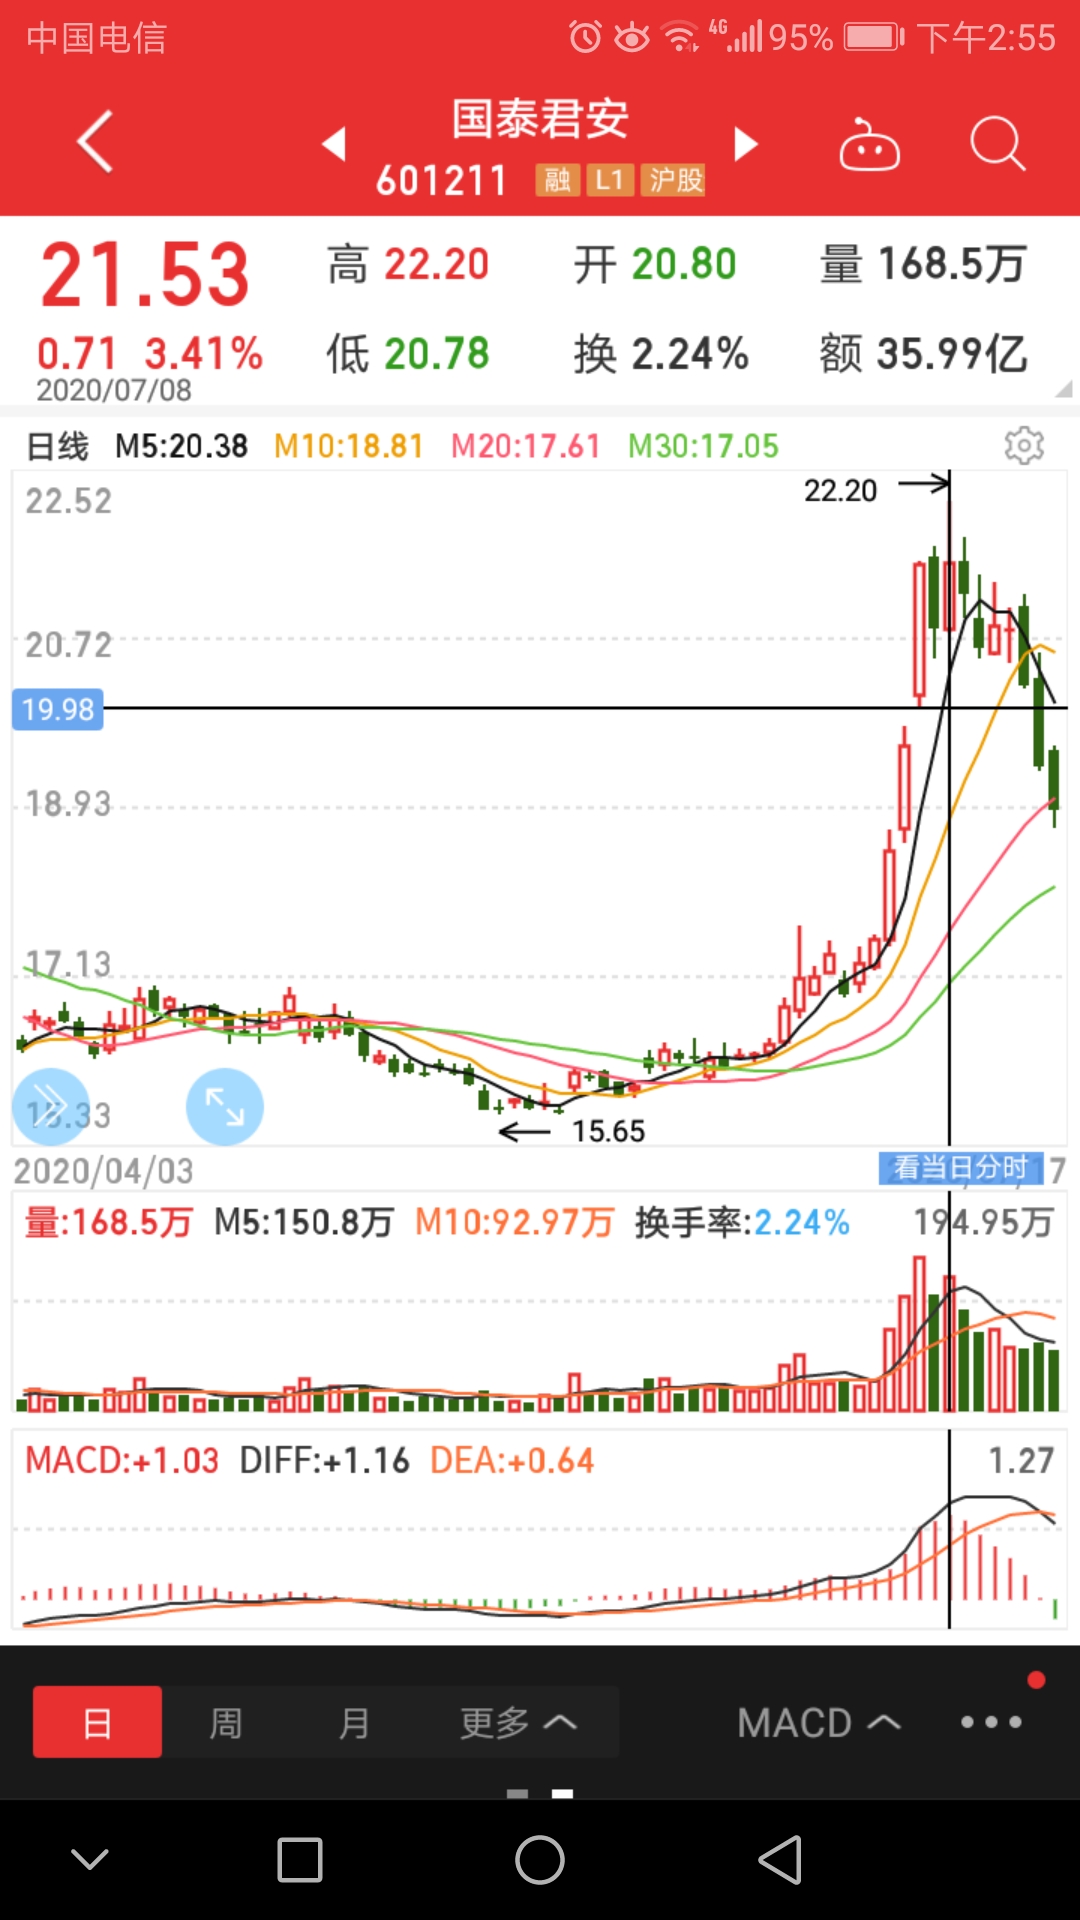 中国电信 4G 95% 下午2:55
国泰君安
601211 融 L1 沪股
21.53 高 22.20 开 20.80 量 168.5万
0.71 3.41% 低 20.78 换 2.24% 额 35.99亿
2020/07/08
日线 M5:20.38 M10:18.81 M20:17.61 M30:17.05
22.52
22.20
20.72
19.98
18.93
17.13
15.33
15.65
2020/04/03 看当日分时 17
量:168.5万 M5:150.8万 M10:92.97万 换手率:2.24% 194.95万
MACD:+1.03 DIFF:+1.16 DEA:+0.64 1.27
日 周 月 更多 MACD